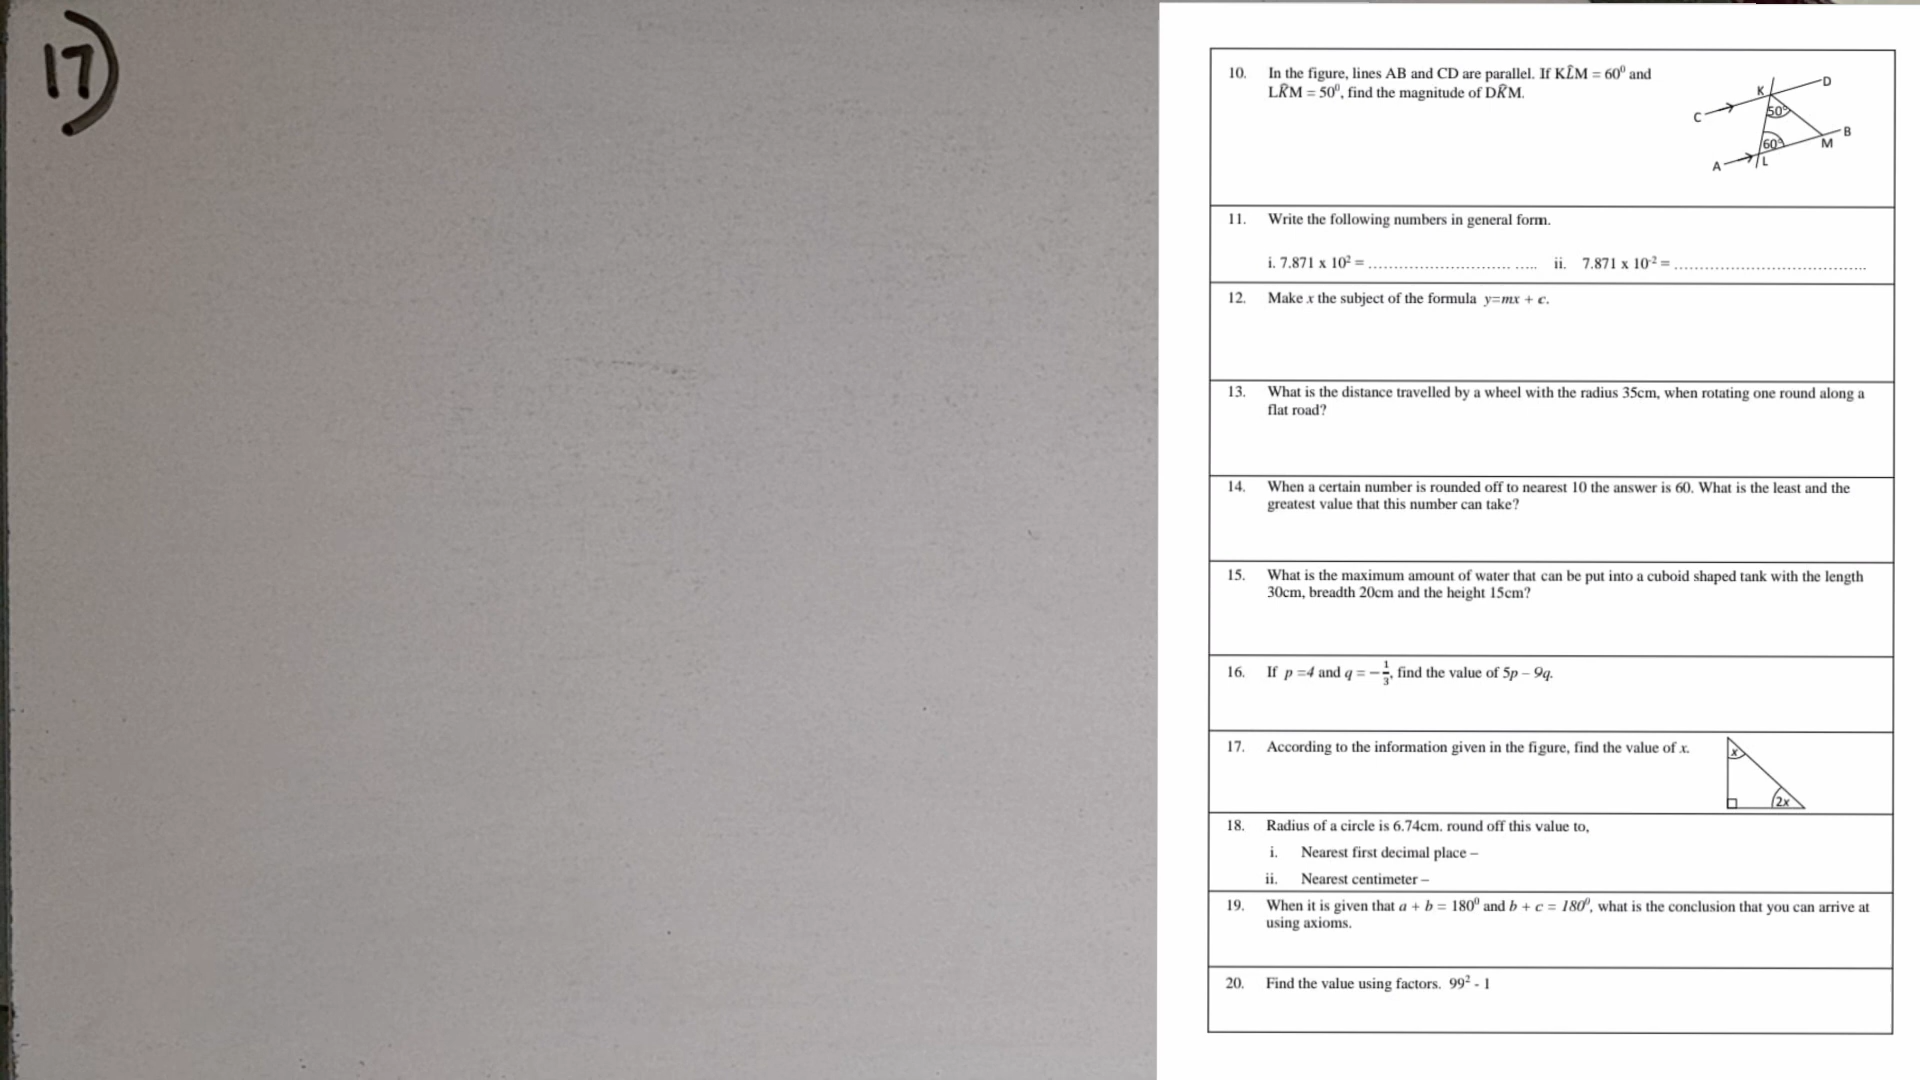 17)
10. In the figure, lines AB and CD are parallel. If KL̂M = 60⁰ and
LK̂M = 50⁰, find the magnitude of DK̂M.
K
D
C
50°
60°
B
M
A
L
11. Write the following numbers in general form.
i. 7.871 x 10² = .............................. ..... ii. 7.871 x 10⁻² = ......................................
12. Make x the subject of the formula y=mx + c.
13. What is the distance travelled by a wheel with the radius 35cm, when rotating one round along a
flat road?
14. When a certain number is rounded off to nearest 10 the answer is 60. What is the least and the
greatest value that this number can take?
15. What is the maximum amount of water that can be put into a cuboid shaped tank with the length
30cm, breadth 20cm and the height 15cm?
16. If p =4 and q = −1/3, find the value of 5p – 9q.
17. According to the information given in the figure, find the value of x.
x
2x
18. Radius of a circle is 6.74cm. round off this value to,
i. Nearest first decimal place –
ii. Nearest centimeter –
19. When it is given that a + b = 180⁰ and b + c = 180⁰, what is the conclusion that you can arrive at
using axioms.
20. Find the value using factors. 99² - 1